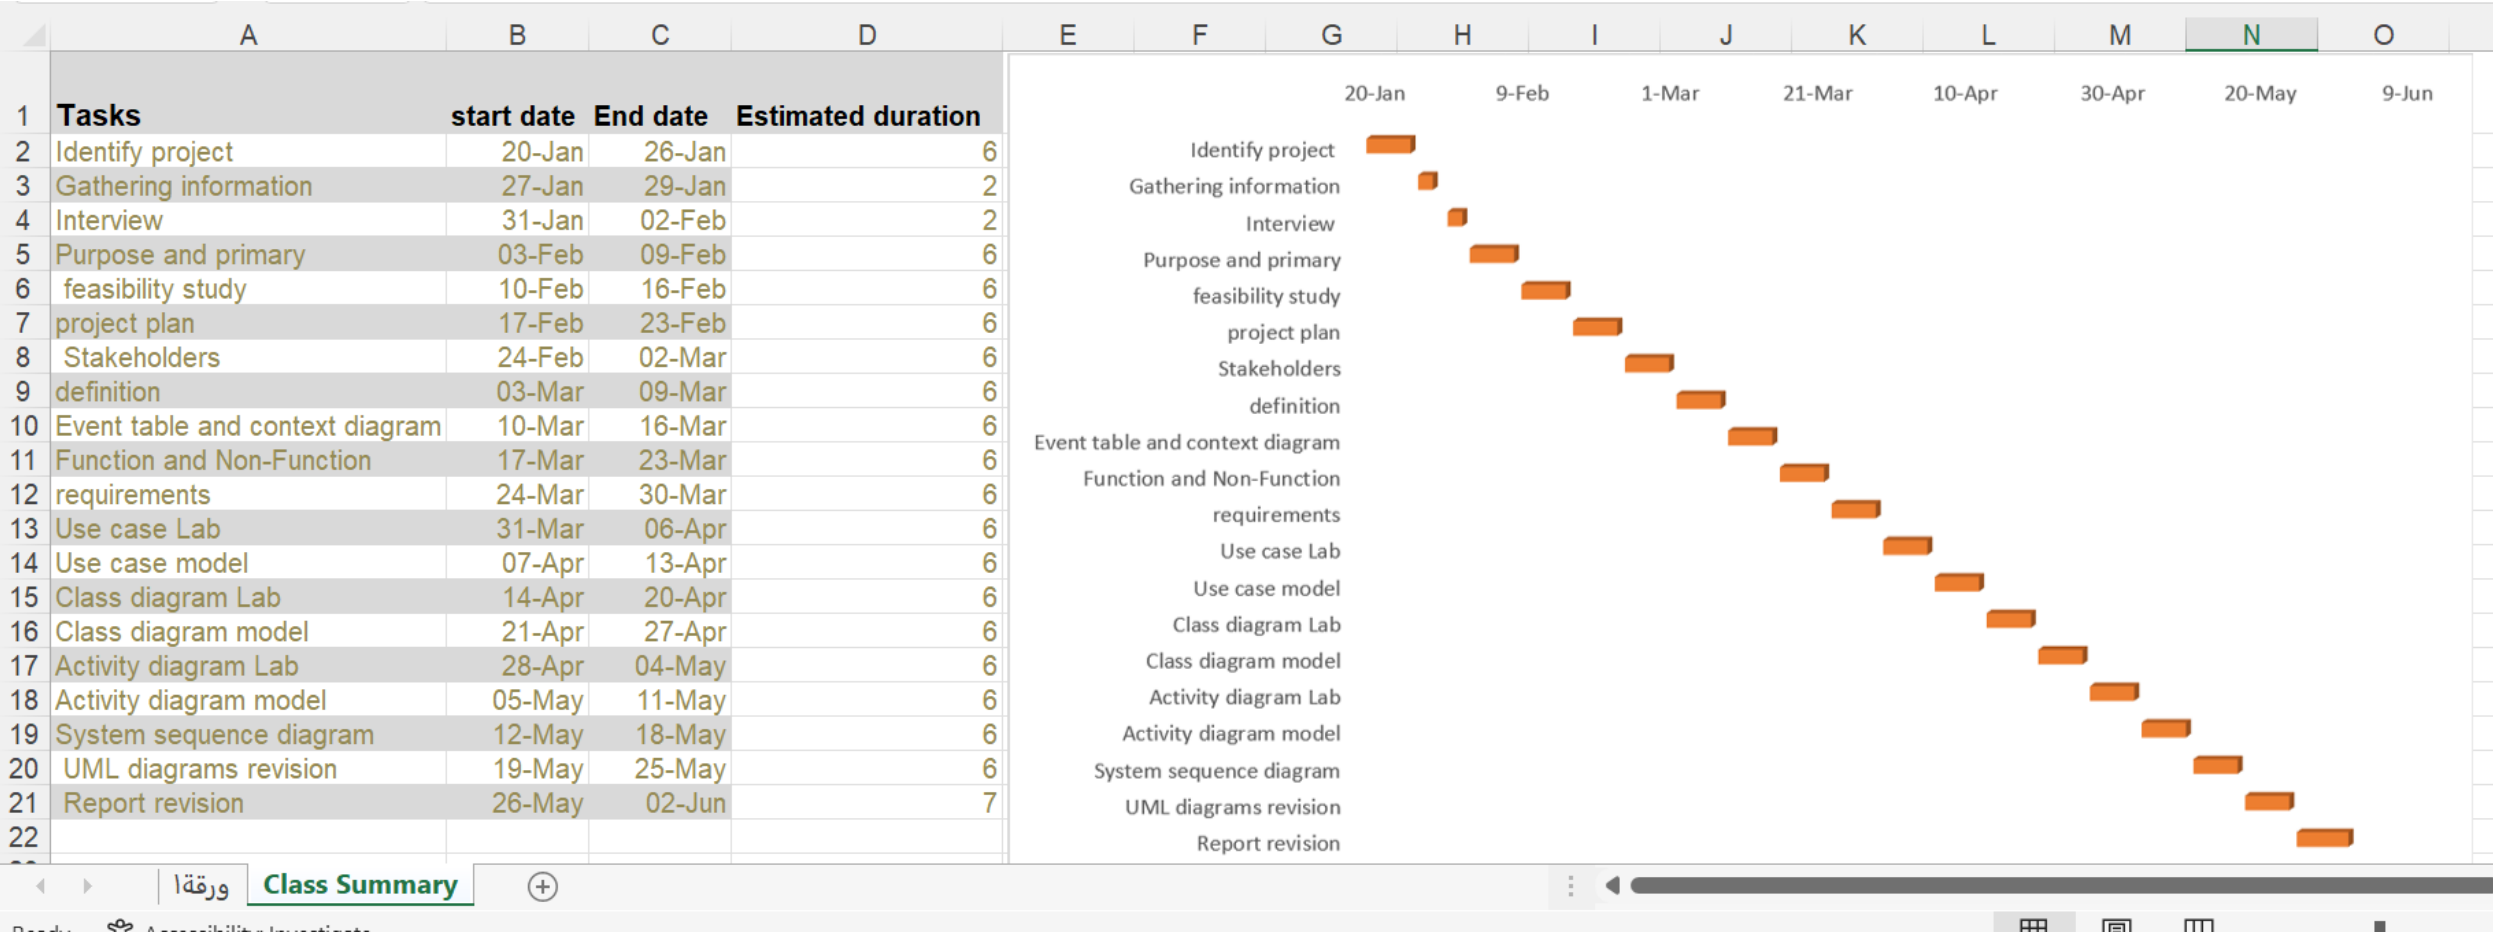 A B C D E F G H I J K L M N O
1 Tasks start date End date Estimated duration
2 Identify project 20-Jan 26-Jan 6
3 Gathering information 27-Jan 29-Jan 2
4 Interview 31-Jan 02-Feb 2
5 Purpose and primary 03-Feb 09-Feb 6
6 feasibility study 10-Feb 16-Feb 6
7 project plan 17-Feb 23-Feb 6
8 Stakeholders 24-Feb 02-Mar 6
9 definition 03-Mar 09-Mar 6
10 Event table and context diagram 10-Mar 16-Mar 6
11 Function and Non-Function 17-Mar 23-Mar 6
12 requirements 24-Mar 30-Mar 6
13 Use case Lab 31-Mar 06-Apr 6
14 Use case model 07-Apr 13-Apr 6
15 Class diagram Lab 14-Apr 20-Apr 6
16 Class diagram model 21-Apr 27-Apr 6
17 Activity diagram Lab 28-Apr 04-May 6
18 Activity diagram model 05-May 11-May 6
19 System sequence diagram 12-May 18-May 6
20 UML diagrams revision 19-May 25-May 6
21 Report revision 26-May 02-Jun 7
22
20-Jan 9-Feb 1-Mar 21-Mar 10-Apr 30-Apr 20-May 9-Jun
Identify project
Gathering information
Interview
Purpose and primary
feasibility study
project plan
Stakeholders
definition
Event table and context diagram
Function and Non-Function
requirements
Use case Lab
Use case model
Class diagram Lab
Class diagram model
Activity diagram Lab
Activity diagram model
System sequence diagram
UML diagrams revision
Report revision
ورقة١ Class Summary